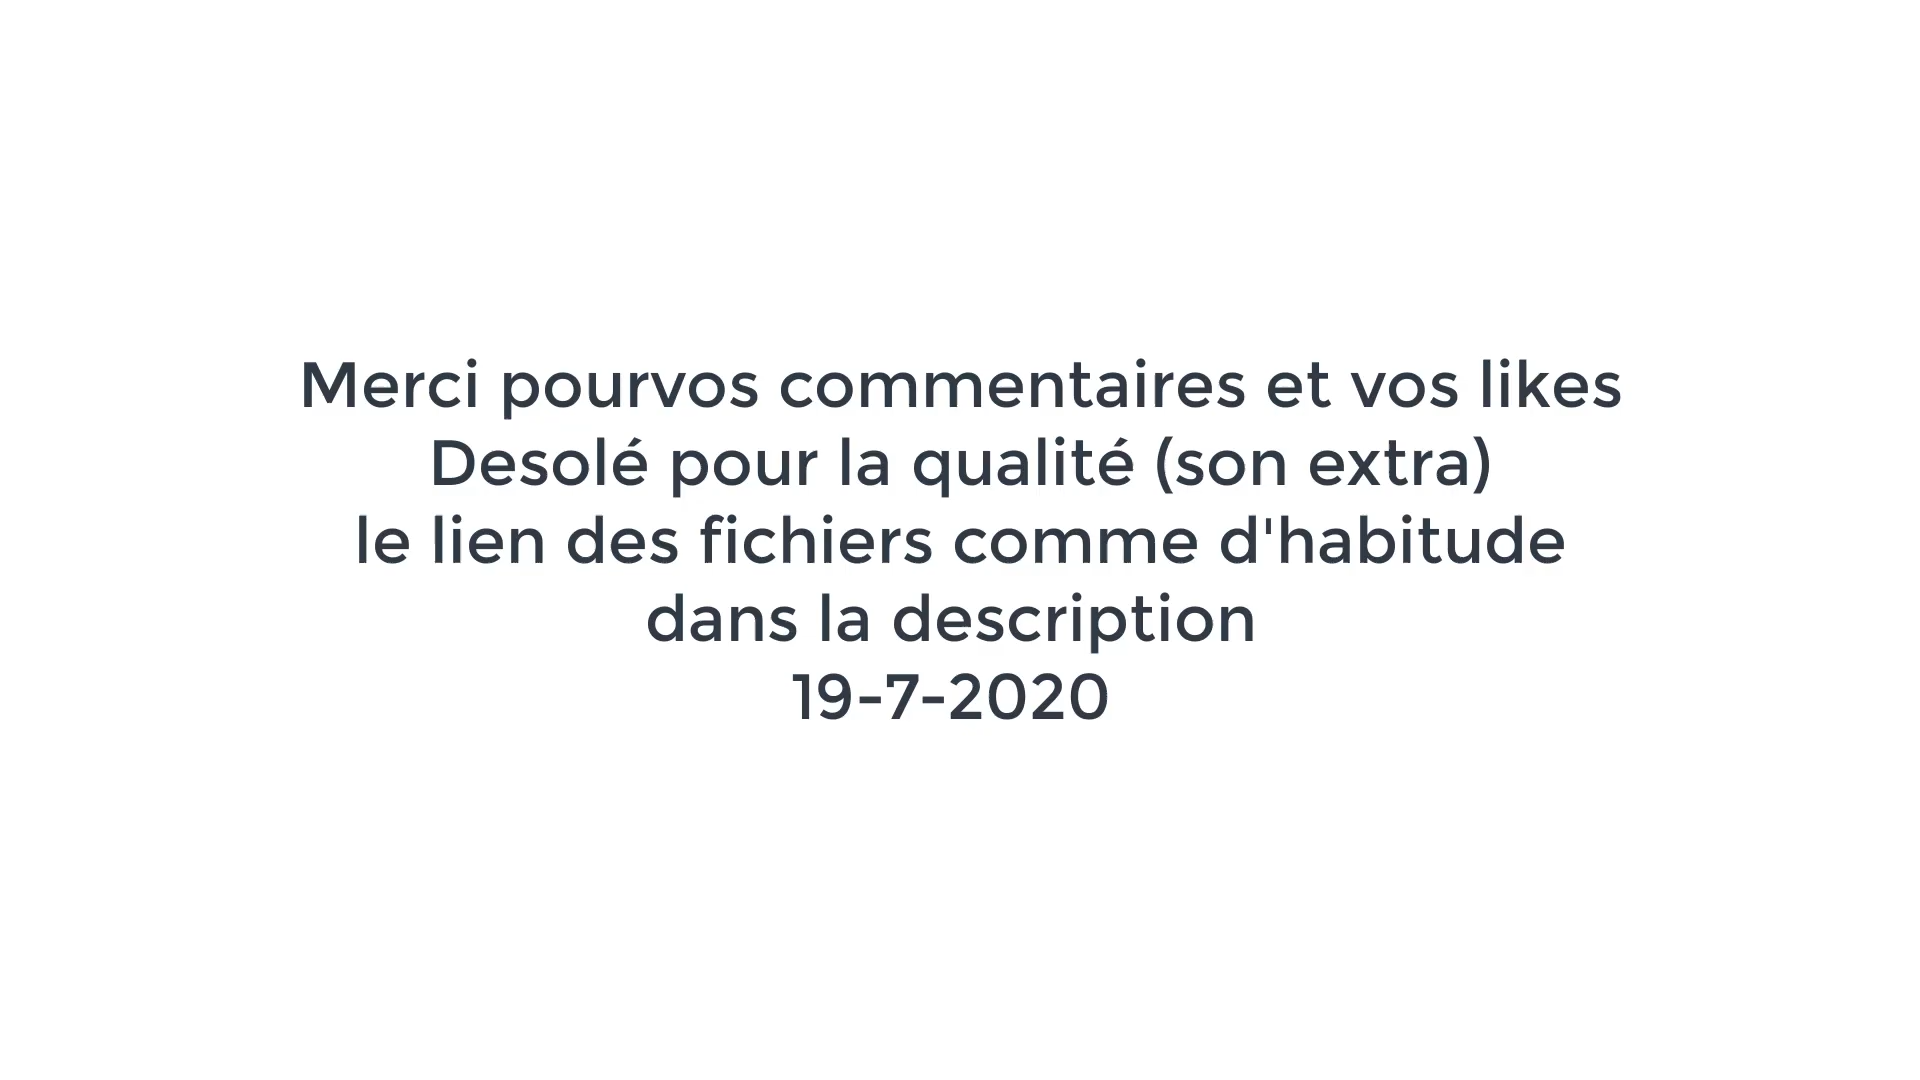 Merci pourvos commentaires et vos likes
Desolé pour la qualité (son extra)
le lien des fichiers comme d'habitude
dans la description
19-7-2020